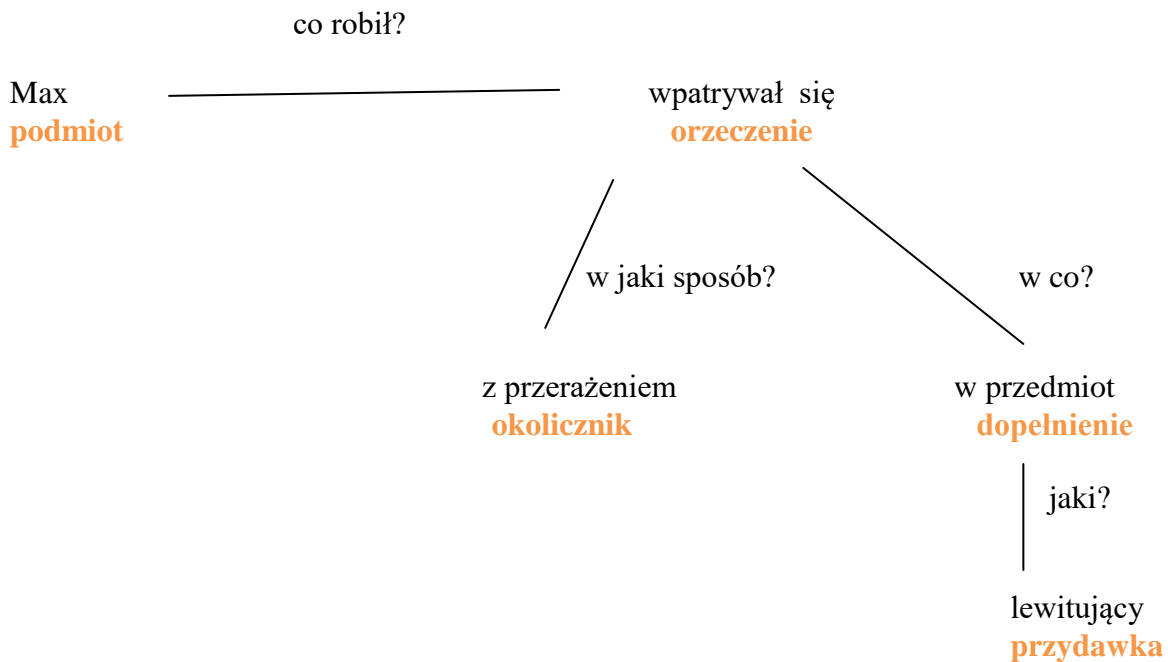 co robił?
Max wpatrywał się
podmiot orzeczenie
w jaki sposób? w co?
z przerażeniem w przedmiot
okolicznik dopełnienie
jaki?
lewitujący
przydawka